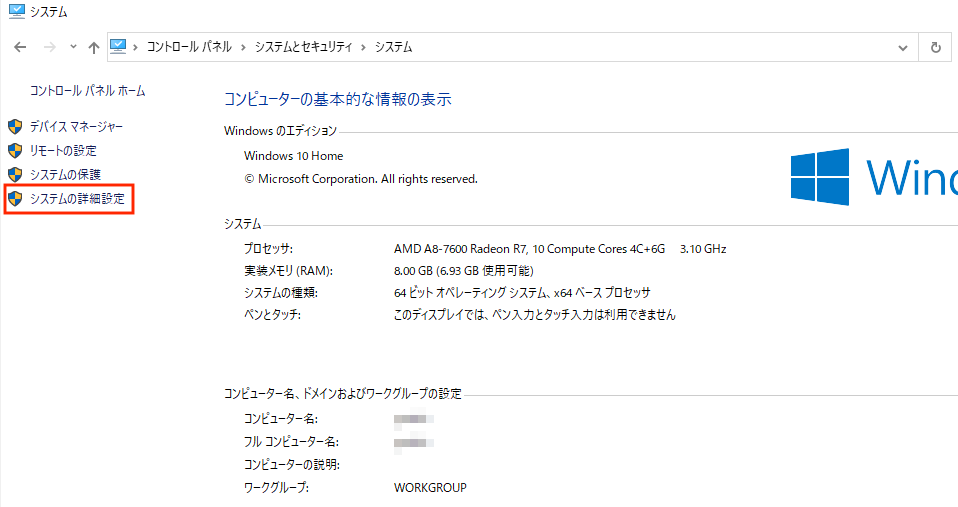 システム
コントロール パネル › システムとセキュリティ › システム
コントロール パネル ホーム
デバイス マネージャー
リモートの設定
システムの保護
システムの詳細設定
コンピューターの基本的な情報の表示
Windows のエディション
Windows 10 Home
© Microsoft Corporation. All rights reserved.
Winc
システム
プロセッサ: AMD A8-7600 Radeon R7, 10 Compute Cores 4C+6G 3.10 GHz
実装メモリ (RAM): 8.00 GB (6.93 GB 使用可能)
システムの種類: 64 ビット オペレーティング システム、x64 ベース プロセッサ
ペンとタッチ: このディスプレイでは、ペン入力とタッチ入力は利用できません
コンピューター名、ドメインおよびワークグループの設定
コンピューター名:
フル コンピューター名:
コンピューターの説明:
ワークグループ: WORKGROUP